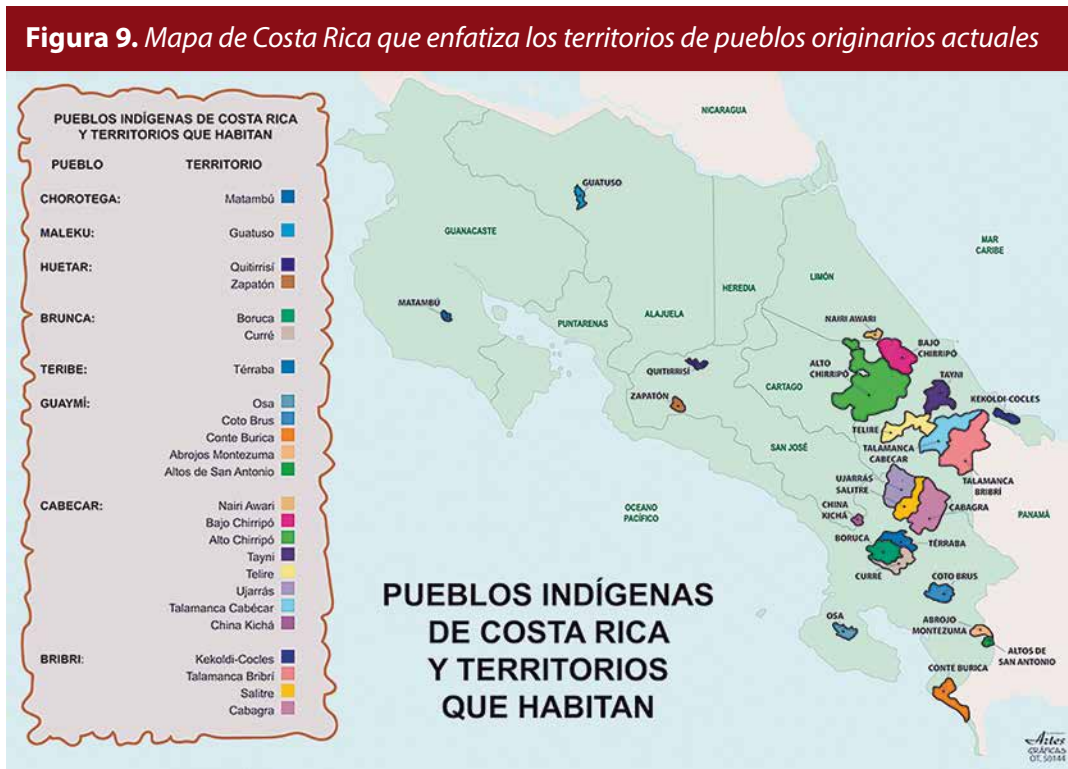 Figura 9. Mapa de Costa Rica que enfatiza los territorios de pueblos originarios actuales
PUEBLOS INDÍGENAS DE COSTA RICA
Y TERRITORIOS QUE HABITAN
PUEBLO TERRITORIO
CHOROTEGA: Matambú
MALEKU: Guatuso
HUETAR: Quitirrisí
Zapatón
BRUNCA: Boruca
Curré
TERIBE: Térraba
GUAYMÍ: Osa
Coto Brus
Conte Burica
Abrojos Montezuma
Altos de San Antonio
CABECAR: Nairi Awari
Bajo Chirripó
Alto Chirripó
Tayni
Telire
Ujarrás
Talamanca Cabécar
China Kichá
BRIBRI: Kekoldi-Cocles
Talamanca Bribrí
Salitre
Cabagra
NICARAGUA
GUATUSO
GUANACASTE
MAR
CARIBE
LIMÓN
HEREDIA
MATAMBÚ
ALAJUELA
PUNTARENAS
NAIRI AWARI
BAJO
CHIRRIPÓ
ALTO
CHIRRIPÓ
QUITIRRISÍ
CARTAGO
TAYNI
ZAPATÓN
KEKOLDI-COCLES
TELIRE
SAN JOSÉ
TALAMANCA
CABECAR
TALAMANCA
BRIBRÍ
UJARRÁS
SALITRE
CABAGRA
CHINA
KICHÁ
OCEANO
PACÍFICO
PANAMÁ
BORUCA
TÉRRABA
CURRÉ
COTO BRUS
OSA
ABROJO
MONTEZUMA
ALTOS DE
SAN ANTONIO
CONTE BURICA
PUEBLOS INDÍGENAS
DE COSTA RICA
Y TERRITORIOS
QUE HABITAN
Artes
GRÁFICAS
OT. 50144